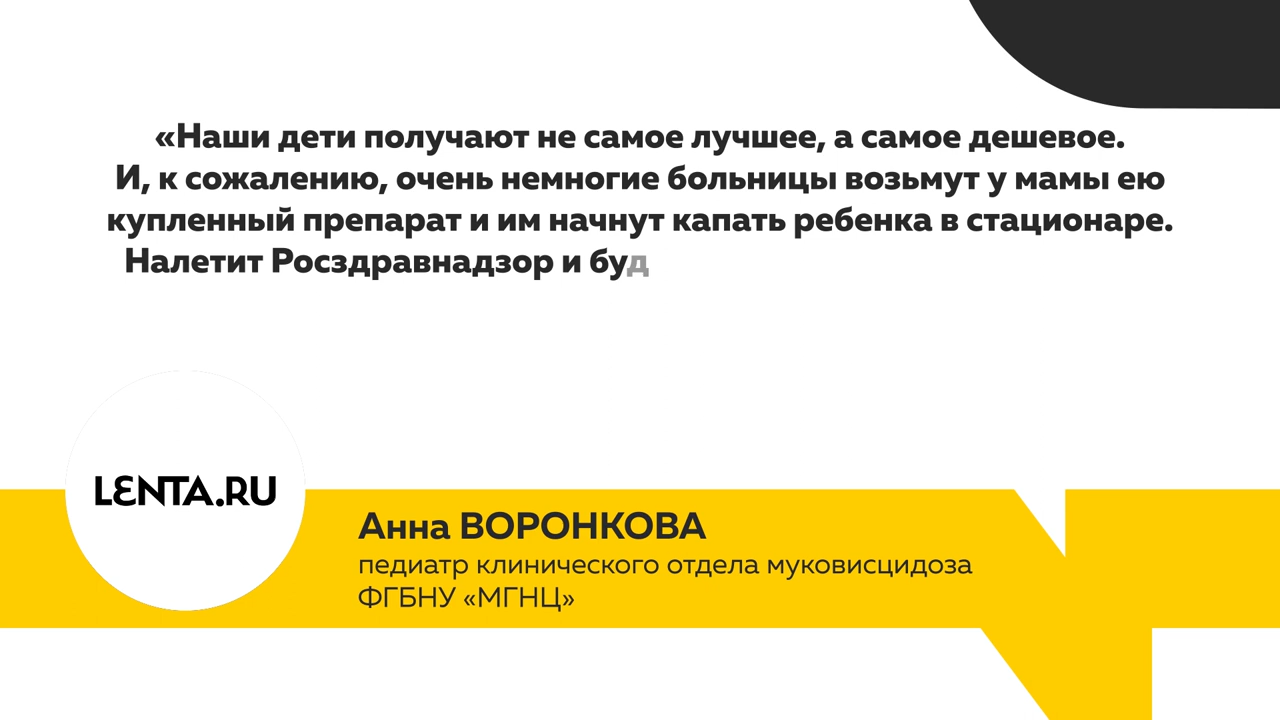 «Наши дети получают не самое лучшее, а самое дешевое.
И, к сожалению, очень немногие больницы возьмут у мамы ею
купленный препарат и им начнут капать ребенка в стационаре.
Налетит Росздравнадзор и буд
LENTA.RU
Анна ВОРОНКОВА
педиатр клинического отдела муковисцидоза
ФГБНУ «МГНЦ»